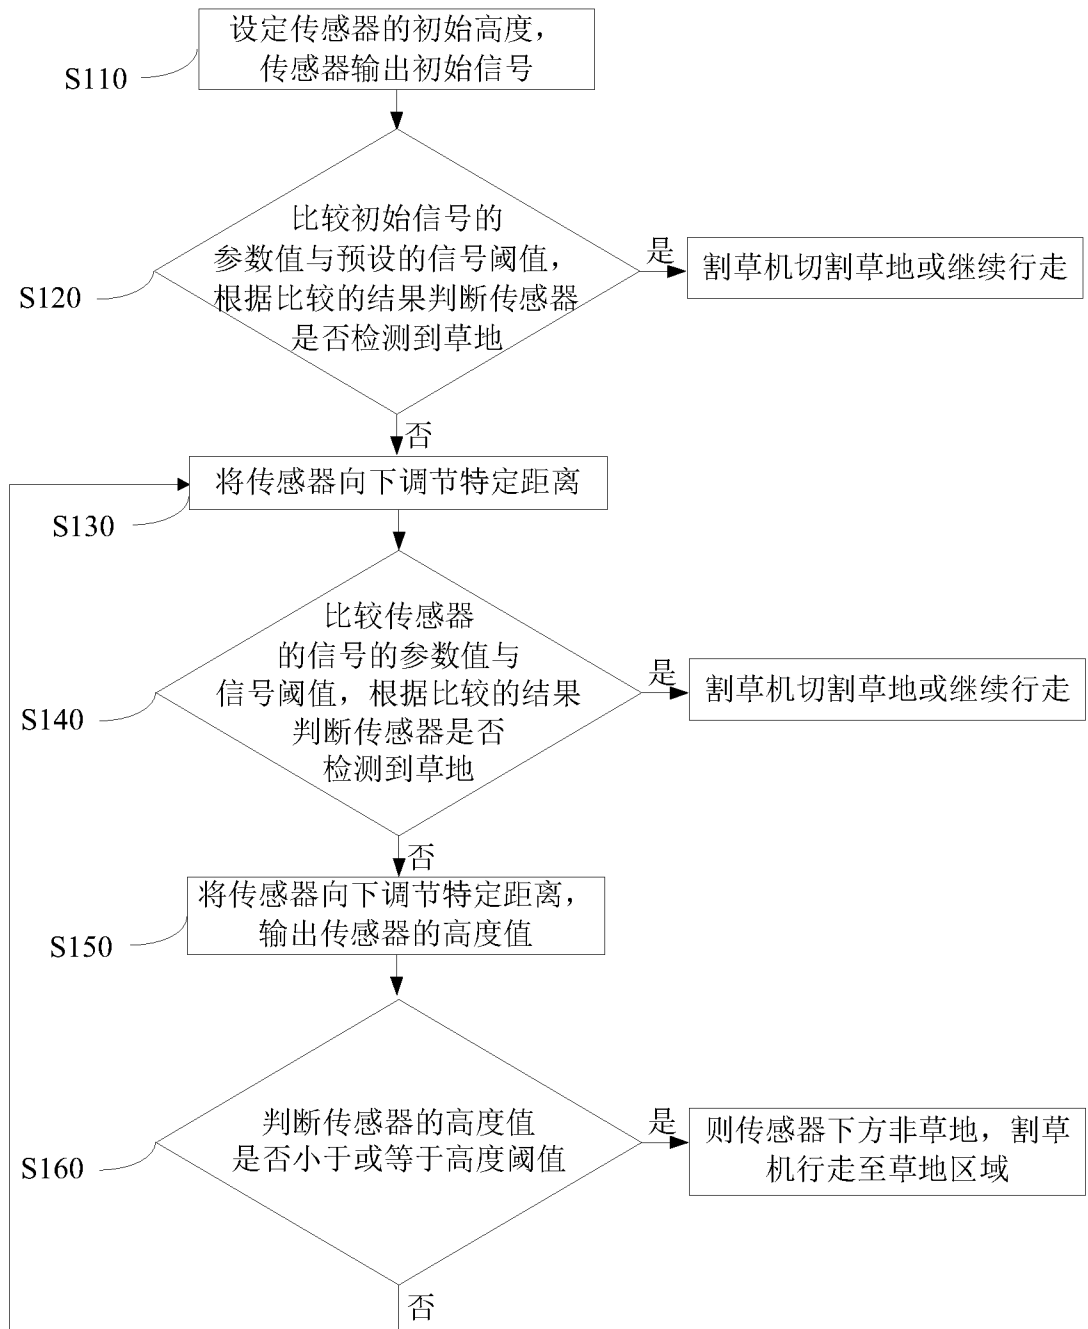 设定传感器的初始高度，
传感器输出初始信号
S110
比较初始信号的
参数值与预设的信号阈值，
根据比较的结果判断传感器
是否检测到草地
S120
是
割草机切割草地或继续行走
否
将传感器向下调节特定距离
S130
比较传感器
的信号的参数值与
信号阈值，根据比较的结果
判断传感器是否
检测到草地
S140
是
割草机切割草地或继续行走
否
将传感器向下调节特定距离，
输出传感器的高度值
S150
判断传感器的高度值
是否小于或等于高度阈值
S160
是
则传感器下方非草地，割草
机行走至草地区域
否